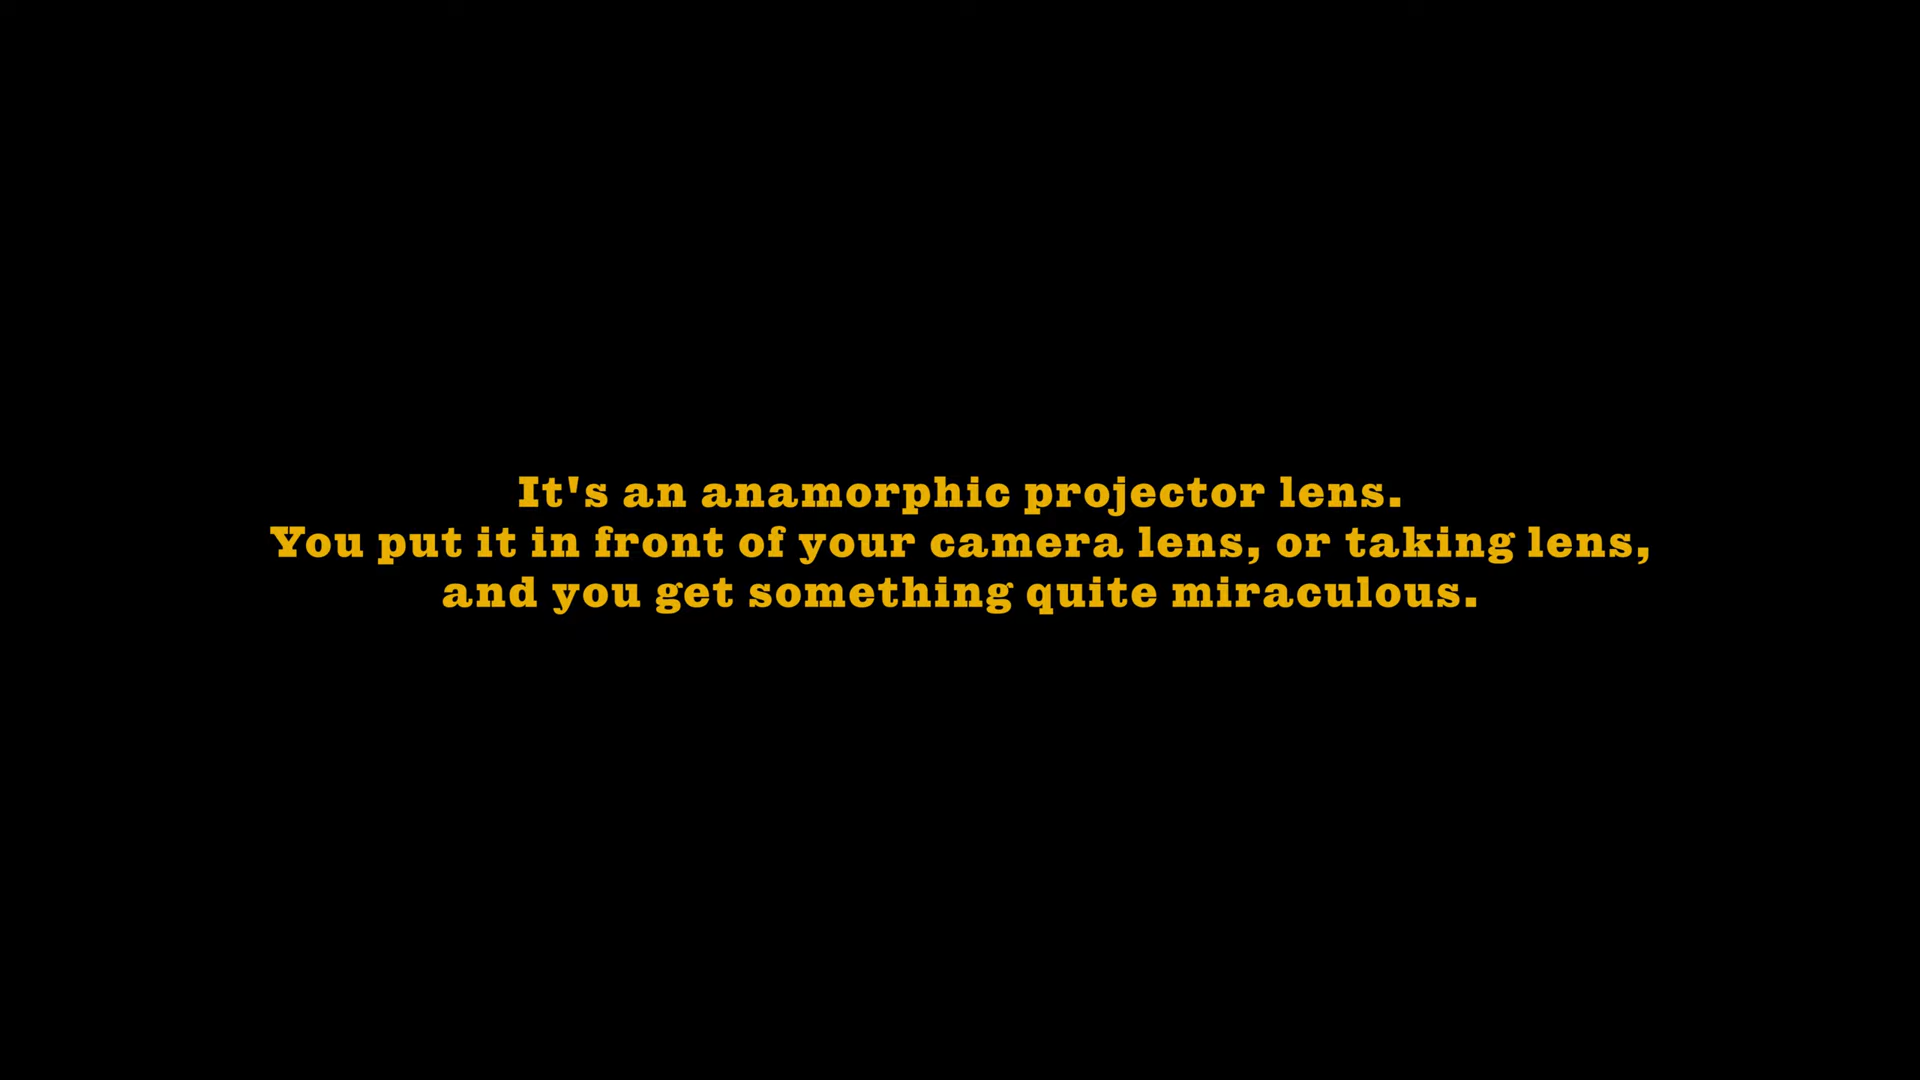 It's an anamorphic projector lens.
You put it in front of your camera lens, or taking lens,
and you get something quite miraculous.